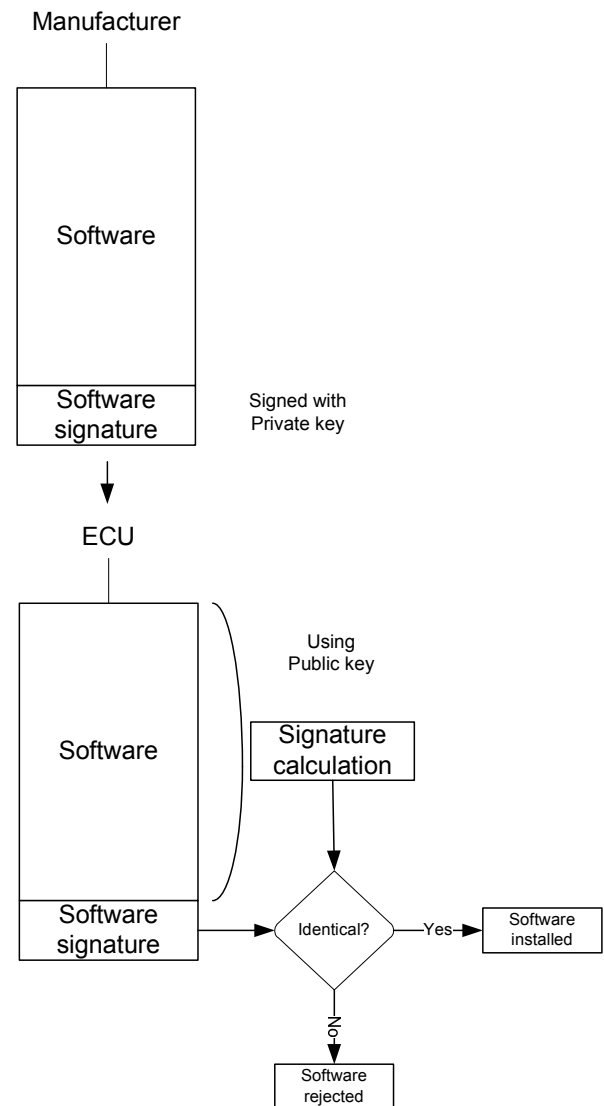 Manufacturer
Software
Software
signature
Signed with
Private key
ECU
Using
Public key
Software
Signature
calculation
Software
signature
Identical?
Yes
Software
installed
No
Software
rejected